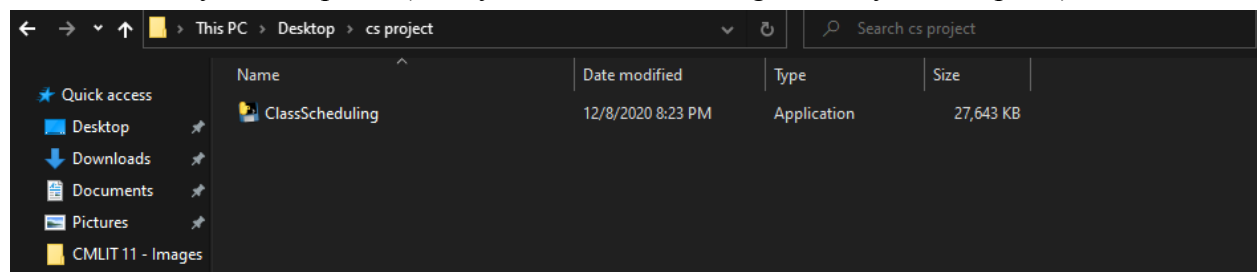 This PC > Desktop > cs project
Search cs project
Name
Date modified
Type
Size
Quick access
ClassScheduling
12/8/2020 8:23 PM
Application
27,643 KB
Desktop
Downloads
Documents
Pictures
CMLIT 11 - Images